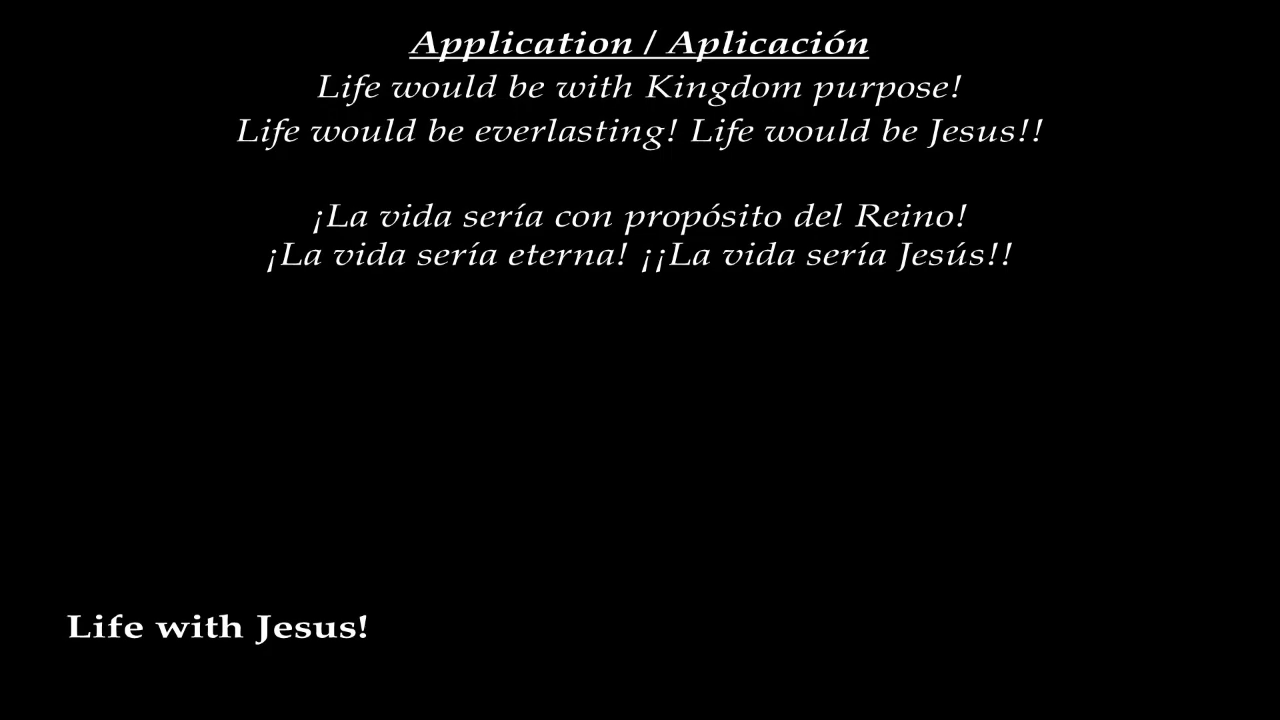 Application / Aplicación
Life would be with Kingdom purpose!
Life would be everlasting! Life would be Jesus!!
¡La vida sería con propósito del Reino!
¡La vida sería eterna! ¡¡La vida sería Jesús!!
Life with Jesus!